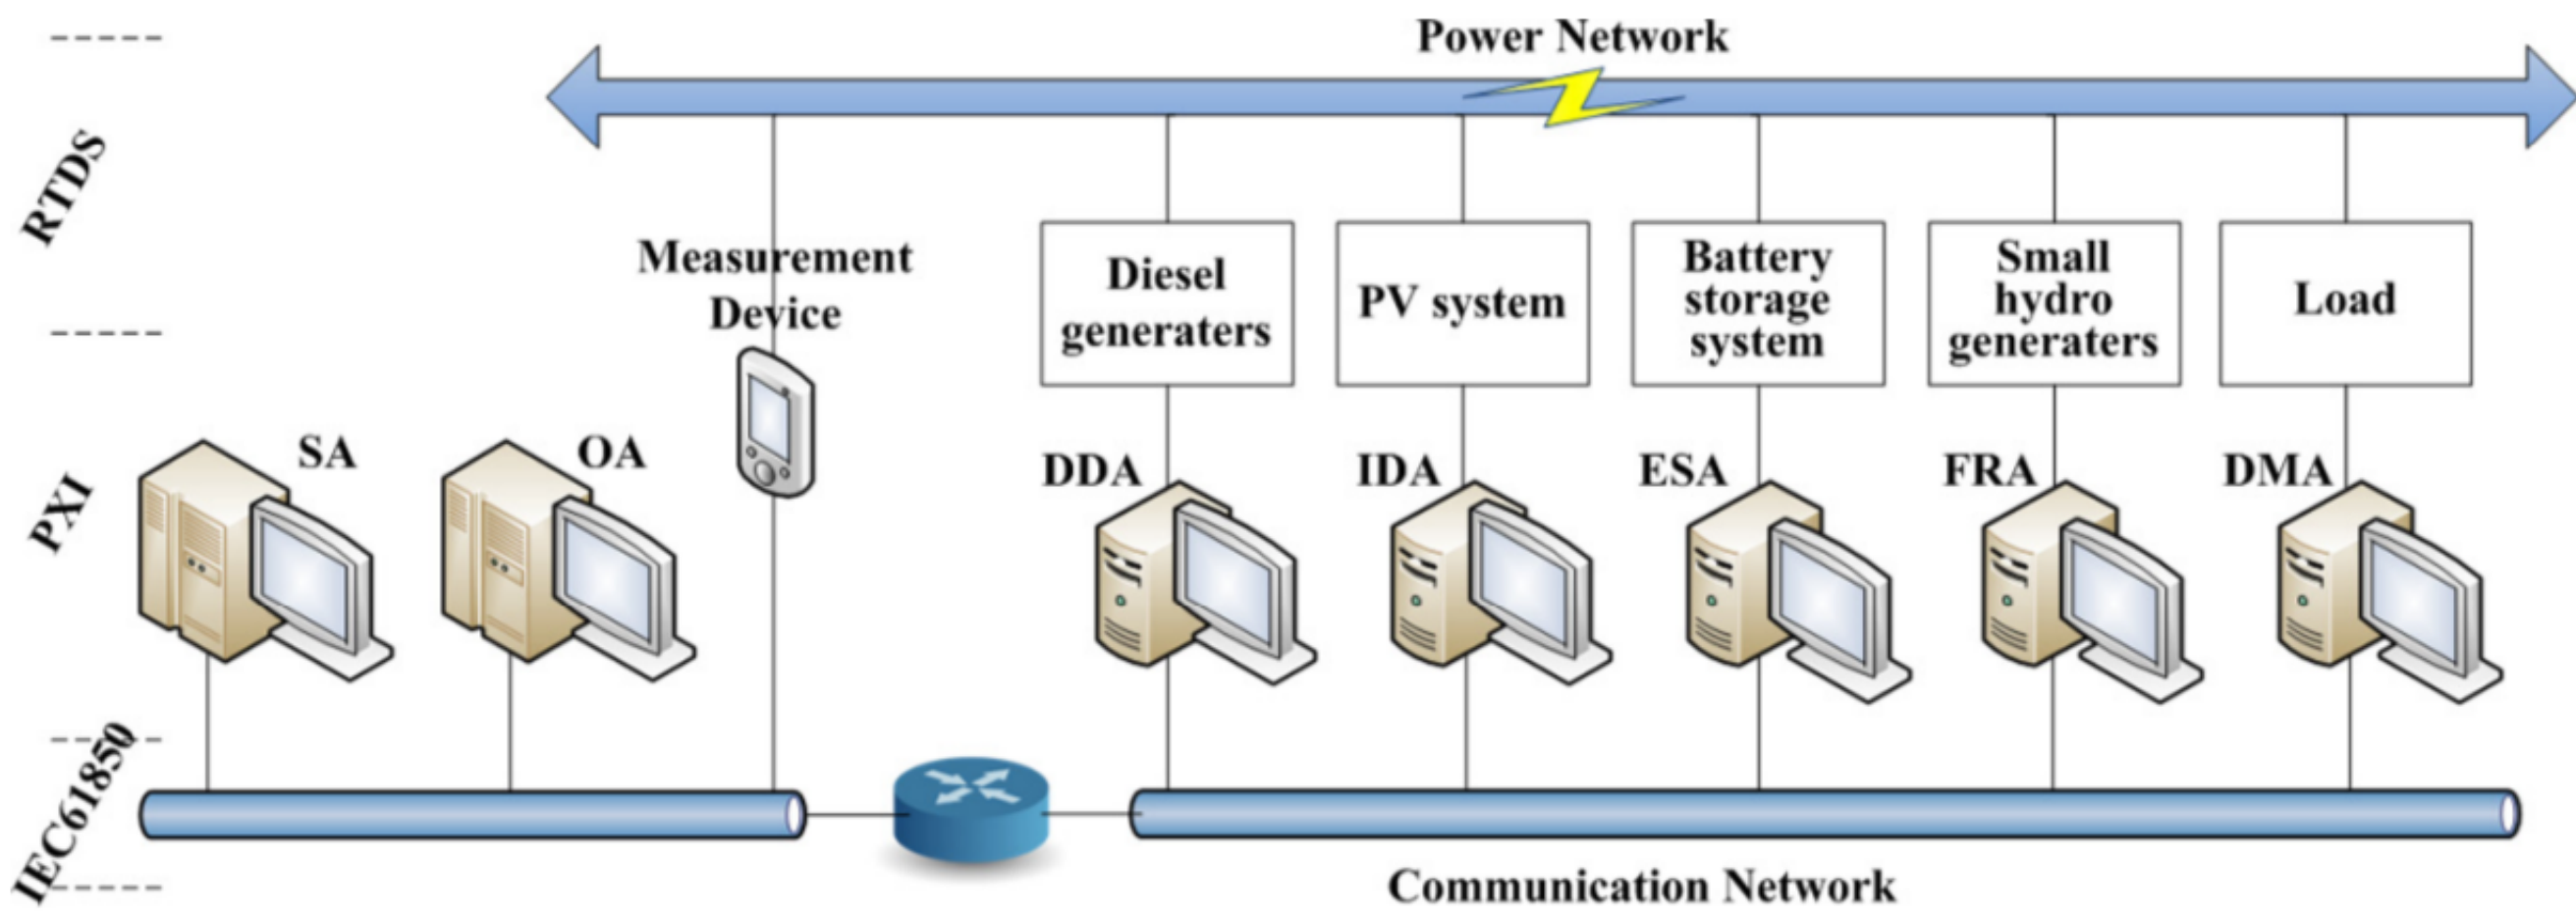 Power Network
RTDS
Measurement
Device
Diesel
generaters
PV system
Battery
storage
system
Small
hydro
generaters
Load
PXI
SA
OA
DDA
IDA
ESA
FRA
DMA
IEC61850
Communication Network